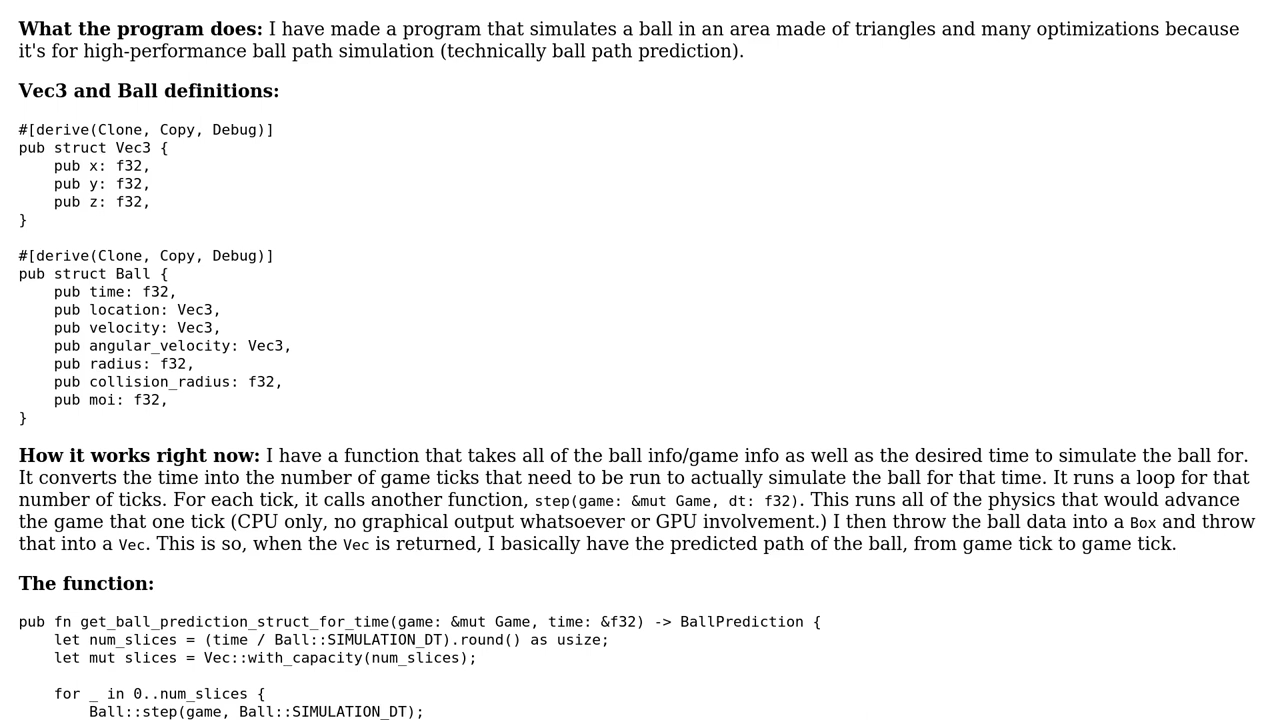 What the program does: I have made a program that simulates a ball in an area made of triangles and many optimizations because
it's for high-performance ball path simulation (technically ball path prediction).
Vec3 and Ball definitions:
#[derive(Clone, Copy, Debug)]
pub struct Vec3 {
    pub x: f32,
    pub y: f32,
    pub z: f32,
}
#[derive(Clone, Copy, Debug)]
pub struct Ball {
    pub time: f32,
    pub location: Vec3,
    pub velocity: Vec3,
    pub angular_velocity: Vec3,
    pub radius: f32,
    pub collision_radius: f32,
    pub moi: f32,
}
How it works right now: I have a function that takes all of the ball info/game info as well as the desired time to simulate the ball for.
It converts the time into the number of game ticks that need to be run to actually simulate the ball for that time. It runs a loop for that
number of ticks. For each tick, it calls another function, step(game: &mut Game, dt: f32). This runs all of the physics that would advance
the game that one tick (CPU only, no graphical output whatsoever or GPU involvement.) I then throw the ball data into a Box and throw
that into a Vec. This is so, when the Vec is returned, I basically have the predicted path of the ball, from game tick to game tick.
The function:
pub fn get_ball_prediction_struct_for_time(game: &mut Game, time: &f32) -> BallPrediction {
    let num_slices = (time / Ball::SIMULATION_DT).round() as usize;
    let mut slices = Vec::with_capacity(num_slices);
    for _ in 0..num_slices {
        Ball::step(game, Ball::SIMULATION_DT);